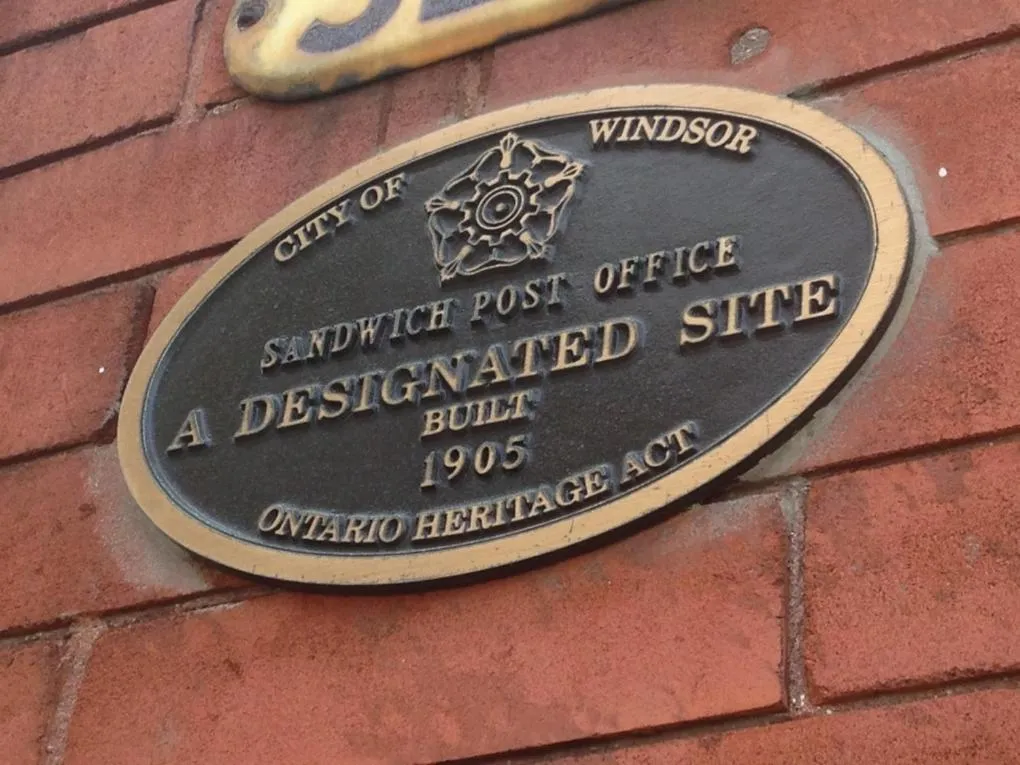 CITY OF WINDSOR
SANDWICH POST OFFICE
A DESIGNATED SITE
BUILT
1905
ONTARIO HERITAGE ACT